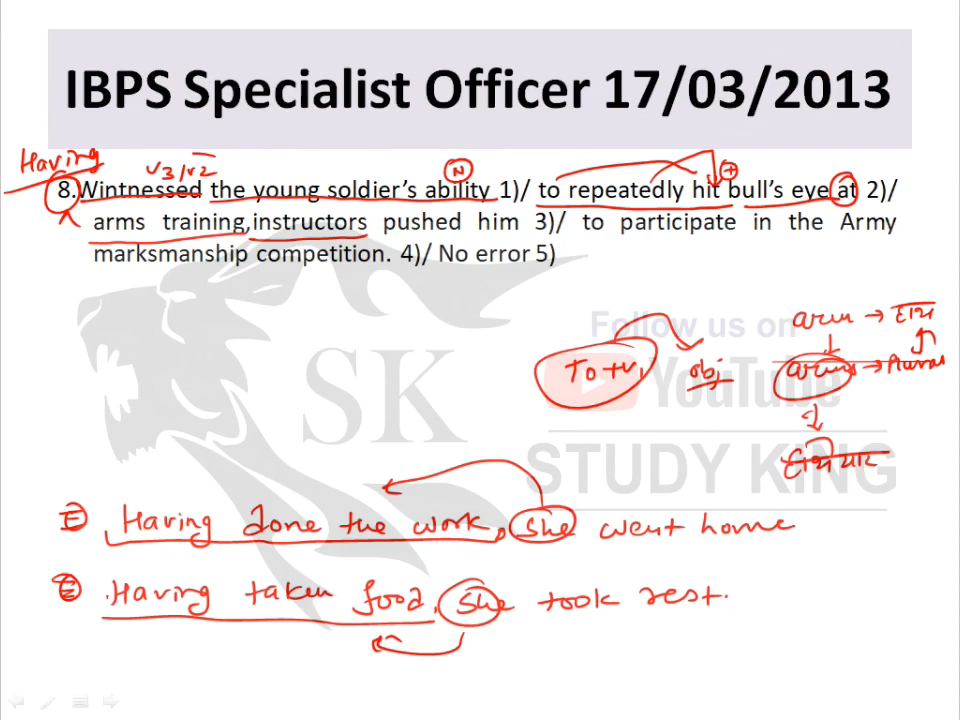 IBPS Specialist Officer 17/03/2013
Having
v3/v2
N
+
8.Wintnessed the young soldier's ability 1)/ to repeatedly hit bull's eye at 2)/
arms training,instructors pushed him 3)/ to participate in the Army
marksmanship competition. 4)/ No error 5)
Follow us on
YouTube
SK
STUDY KING
arm → हाथ
To + v1 obj
arms →
हथियार
Having done the work, she went home
Having taken food, she took rest.